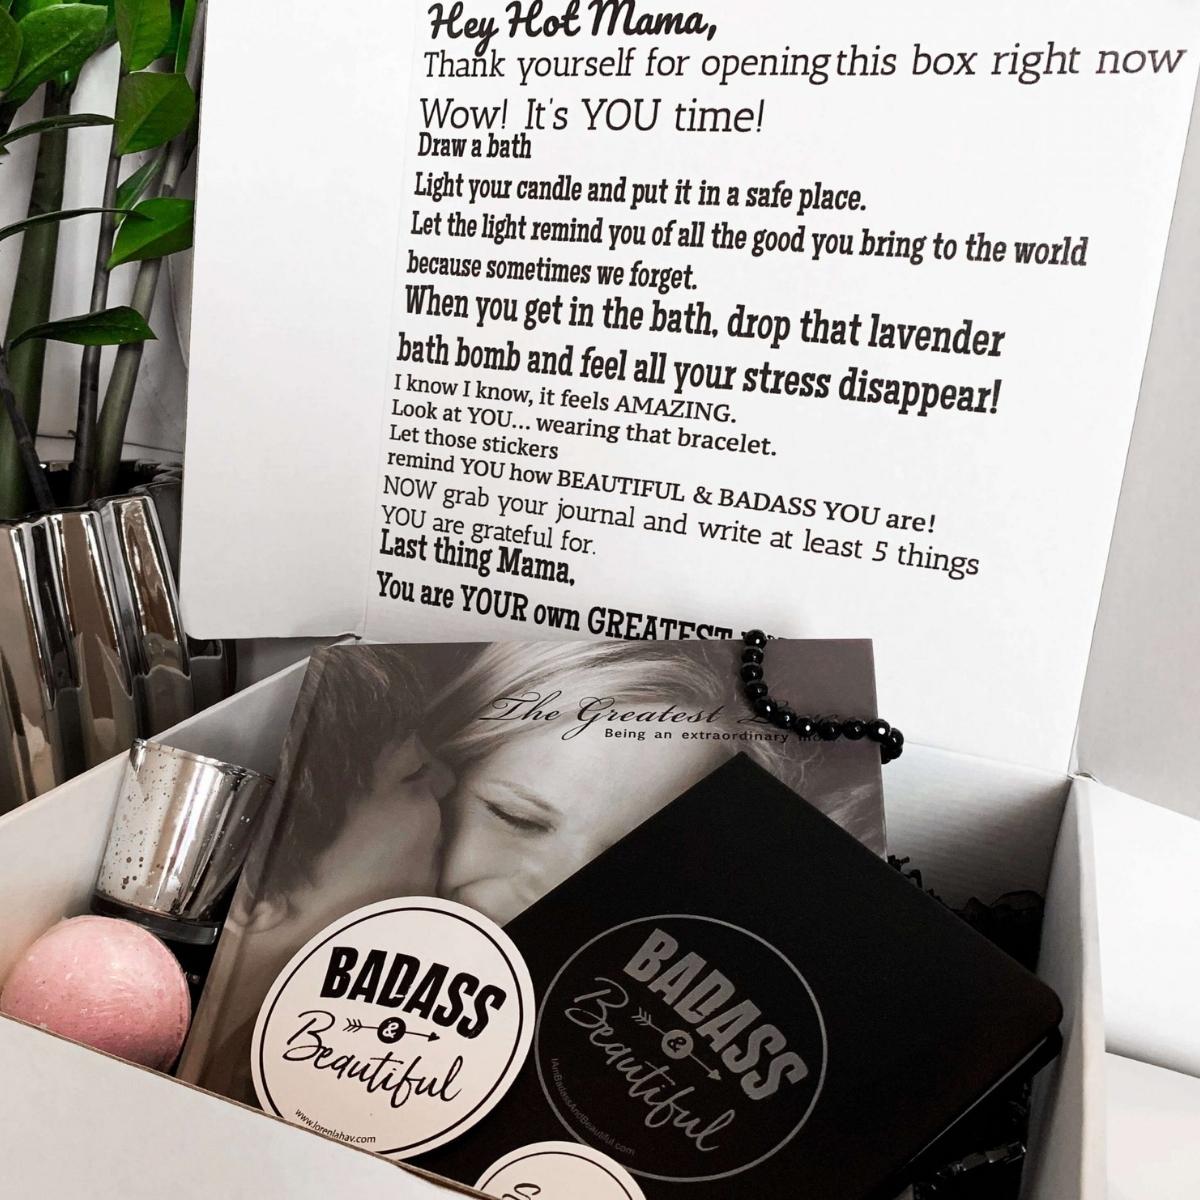 Hey Hot Mama,
Thank yourself for opening this box right now
Wow! It's YOU time!
Draw a bath
Light your candle and put it in a safe place.
Let the light remind you of all the good you bring to the world
because sometimes we forget.
When you get in the bath, drop that lavender
bath bomb and feel all your stress disappear!
I know I know, it feels AMAZING.
Look at YOU... wearing that bracelet.
Let those stickers
remind YOU how BEAUTIFUL & BADASS YOU are!
NOW grab your journal and write at least 5 things
YOU are grateful for.
Last thing Mama,
You are YOUR own GREATEST
The Greatest
Being an extraordinary
BADASS
&
Beautiful
www.lorenlahav.com
BADASS
&
Beautiful
IAmBadassAndBeautiful.com